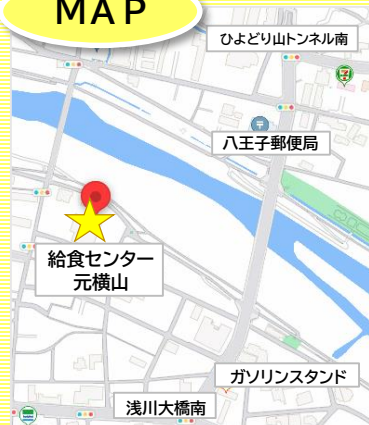 MAP
ひよどり山トンネル南
八王子郵便局
給食センター
元横山
ガソリンスタンド
浅川大橋南